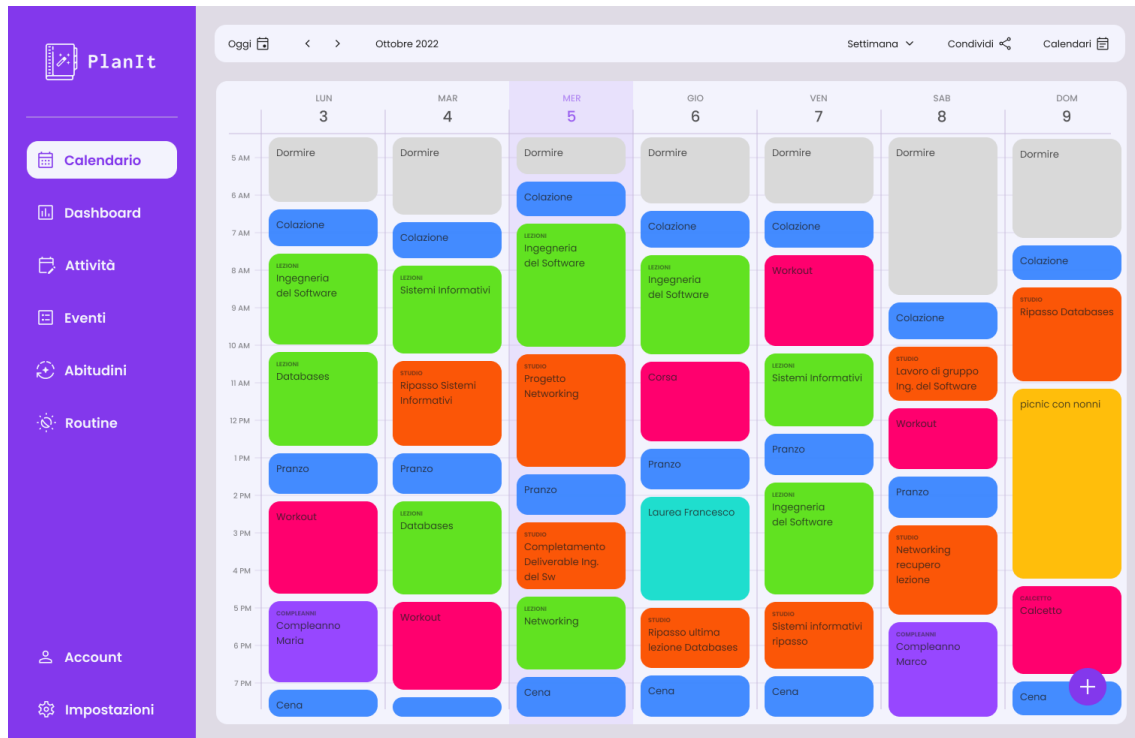 PlanIt
Calendario
Dashboard
Attività
Eventi
Abitudini
Routine
Account
Impostazioni
Oggi
Ottobre 2022
Settimana
Condividi
Calendari
LUN
3
MAR
4
MER
5
GIO
6
VEN
7
SAB
8
DOM
9
5 AM
6 AM
7 AM
8 AM
9 AM
10 AM
11 AM
12 PM
1 PM
2 PM
3 PM
4 PM
5 PM
6 PM
7 PM
Dormire
Colazione
LEZIONI
Ingegneria
del Software
LEZIONI
Databases
Pranzo
Workout
COMPLEANNI
Compleanno
Maria
Cena
Dormire
Colazione
LEZIONI
Sistemi Informativi
STUDIO
Ripasso Sistemi
Informativi
Pranzo
LEZIONI
Databases
Workout
Dormire
Colazione
LEZIONI
Ingegneria
del Software
STUDIO
Progetto
Networking
Pranzo
STUDIO
Completamento
Deliverable Ing.
del Sw
LEZIONI
Networking
Cena
Dormire
Colazione
LEZIONI
Ingegneria
del Software
Corsa
Pranzo
Laurea Francesco
STUDIO
Ripasso ultima
lezione Databases
Cena
Dormire
Colazione
Workout
LEZIONI
Sistemi Informativi
Pranzo
LEZIONI
Ingegneria
del Software
STUDIO
Sistemi informativi
ripasso
Cena
Dormire
Colazione
STUDIO
Lavoro di gruppo
Ing. del Software
Workout
Pranzo
STUDIO
Networking
recupero
lezione
COMPLEANNI
Compleanno
Marco
Dormire
Colazione
STUDIO
Ripasso Databases
picnic con nonni
CALCETTO
Calcetto
Cena